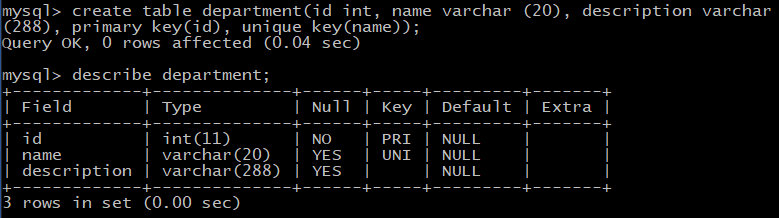 mysql> create table department(id int, name varchar (20), description varchar
(288), primary key(id), unique key(name));
Query OK, 0 rows affected (0.04 sec)
mysql> describe department;
+-------------+--------------+------+-----+---------+-------+
| Field       | Type         | Null | Key | Default | Extra |
+-------------+--------------+------+-----+---------+-------+
| id          | int(11)      | NO   | PRI | NULL    |       |
| name        | varchar(20)  | YES  | UNI | NULL    |       |
| description | varchar(288) | YES  |     | NULL    |       |
+-------------+--------------+------+-----+---------+-------+
3 rows in set (0.00 sec)